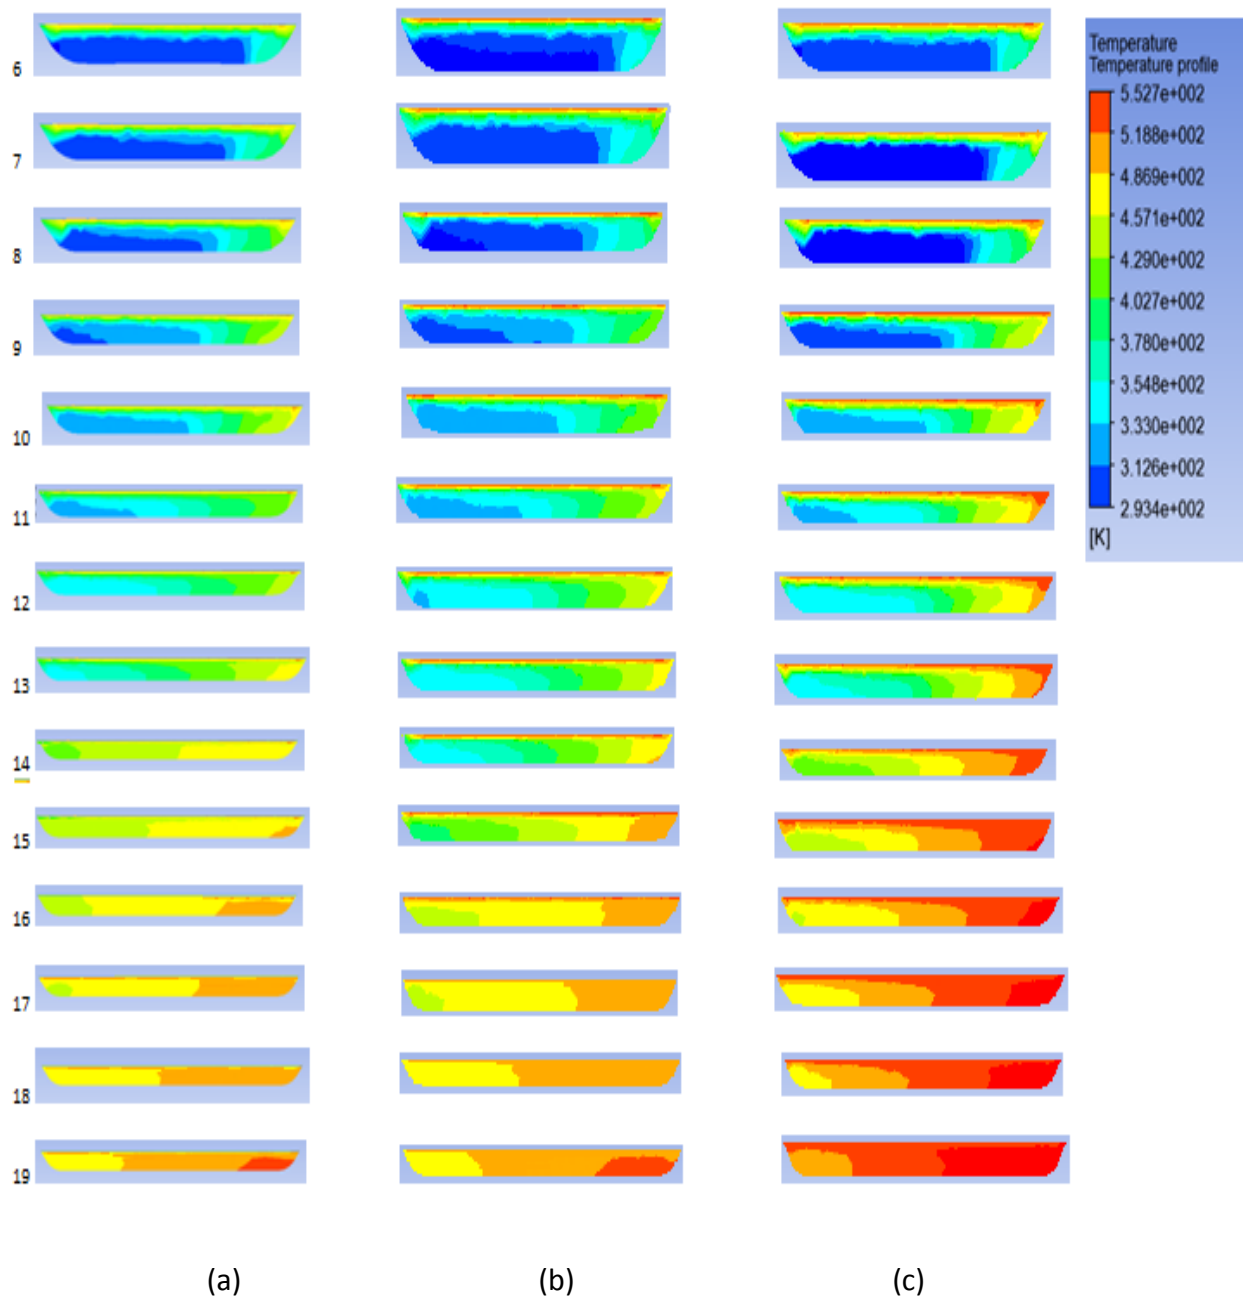 Temperature
Temperature profile
5.527e+002
5.188e+002
4.869e+002
4.571e+002
4.290e+002
4.027e+002
3.780e+002
3.548e+002
3.330e+002
3.126e+002
2.934e+002
[K]
6
7
8
9
10
11
12
13
14
15
16
17
18
19
(a)
(b)
(c)